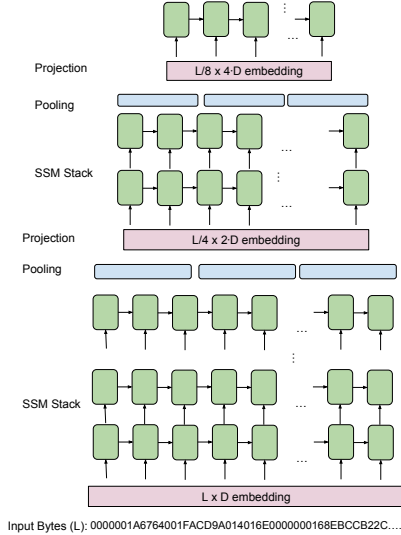 Projection
L/8 x 4·D embedding
Pooling
SSM Stack
...
Projection
L/4 x 2·D embedding
Pooling
SSM Stack
L x D embedding
Input Bytes (L): 0000001A6764001FACD9A014016E0000000168EBCCB22C....